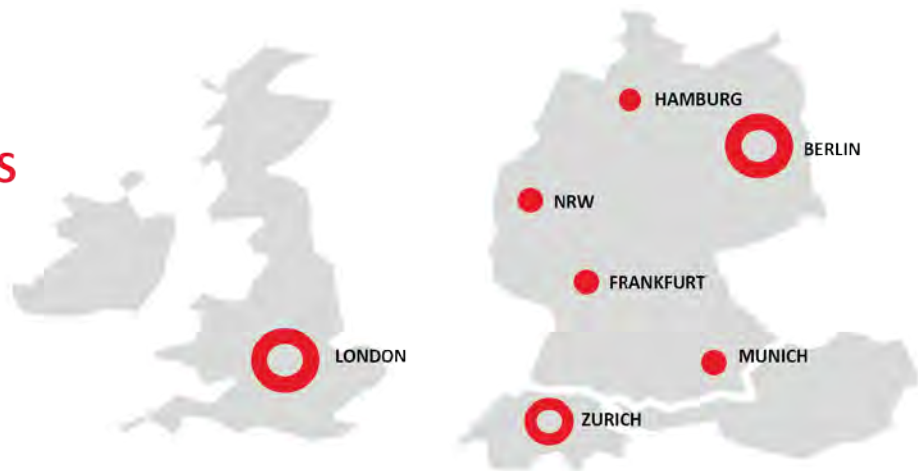 S
HAMBURG
BERLIN
NRW
FRANKFURT
LONDON
MUNICH
ZURICH